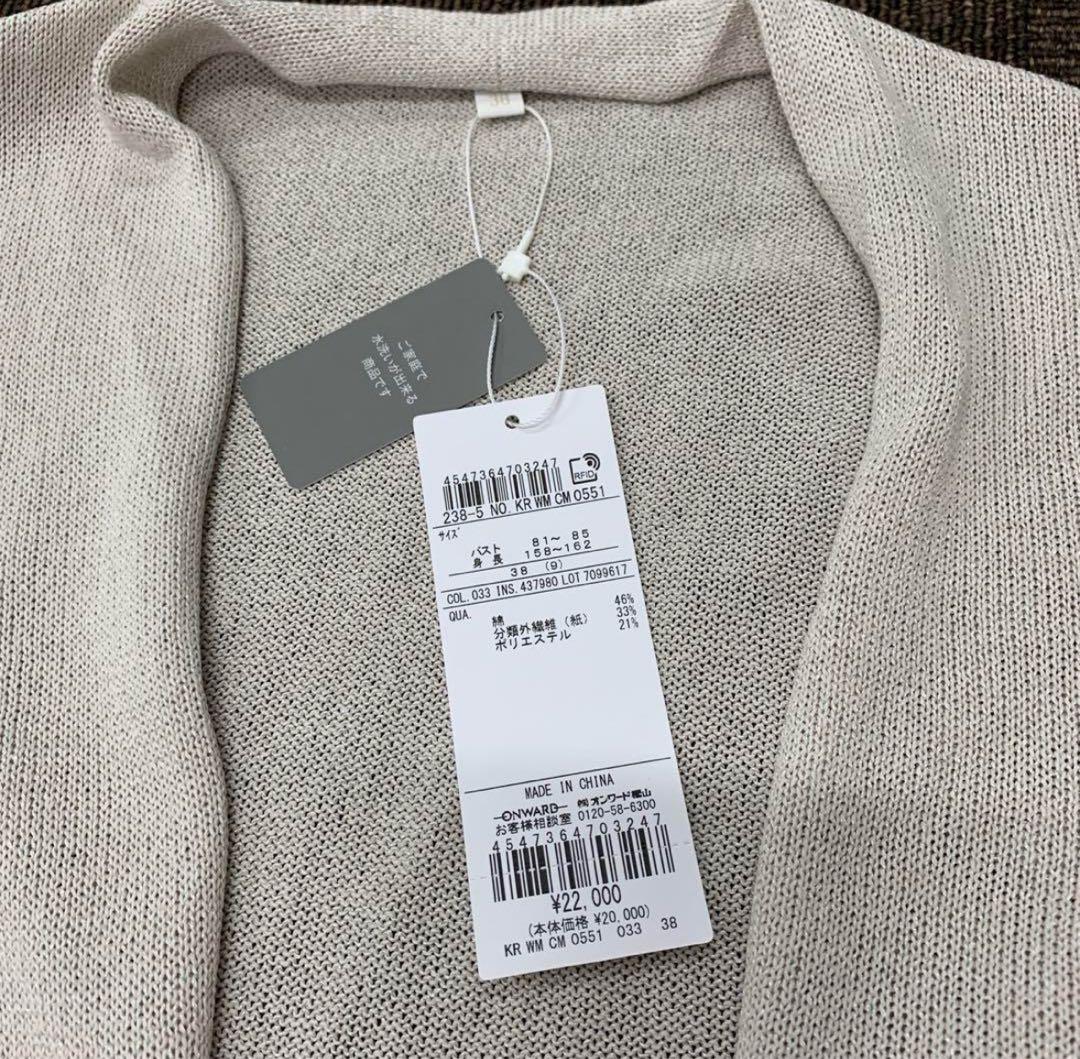 38
ご家庭で
水洗いが出来る
商品です
4547364703247
RFID
238-5 NO. KR WM CM 0551
サイズ
バスト 81～ 85
身長 158～162
38 (9)
COL. 033 INS. 437980 LOT 7099617
QUA. 綿 46%
分類外繊維（紙） 33%
ポリエステル 21%
MADE IN CHINA
ONWARD ㈱オンワード樫山
お客様相談室 0120-58-6300
4547364703247
¥22,000
(本体価格 ¥20,000)
KR WM CM 0551 033 38